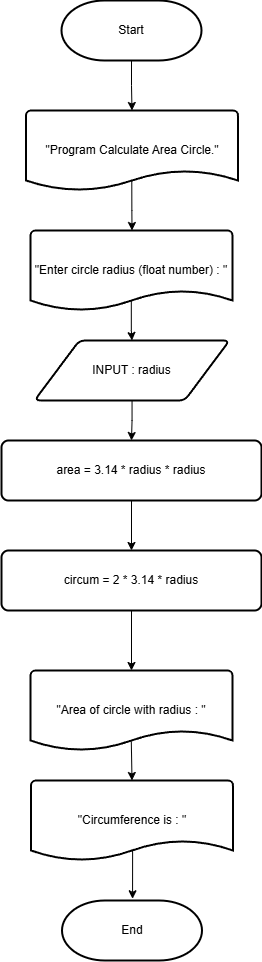 Start
"Program Calculate Area Circle."
"Enter circle radius (float number) : "
INPUT : radius
area = 3.14 * radius * radius
circum = 2 * 3.14 * radius
"Area of circle with radius : "
"Circumference is : "
End